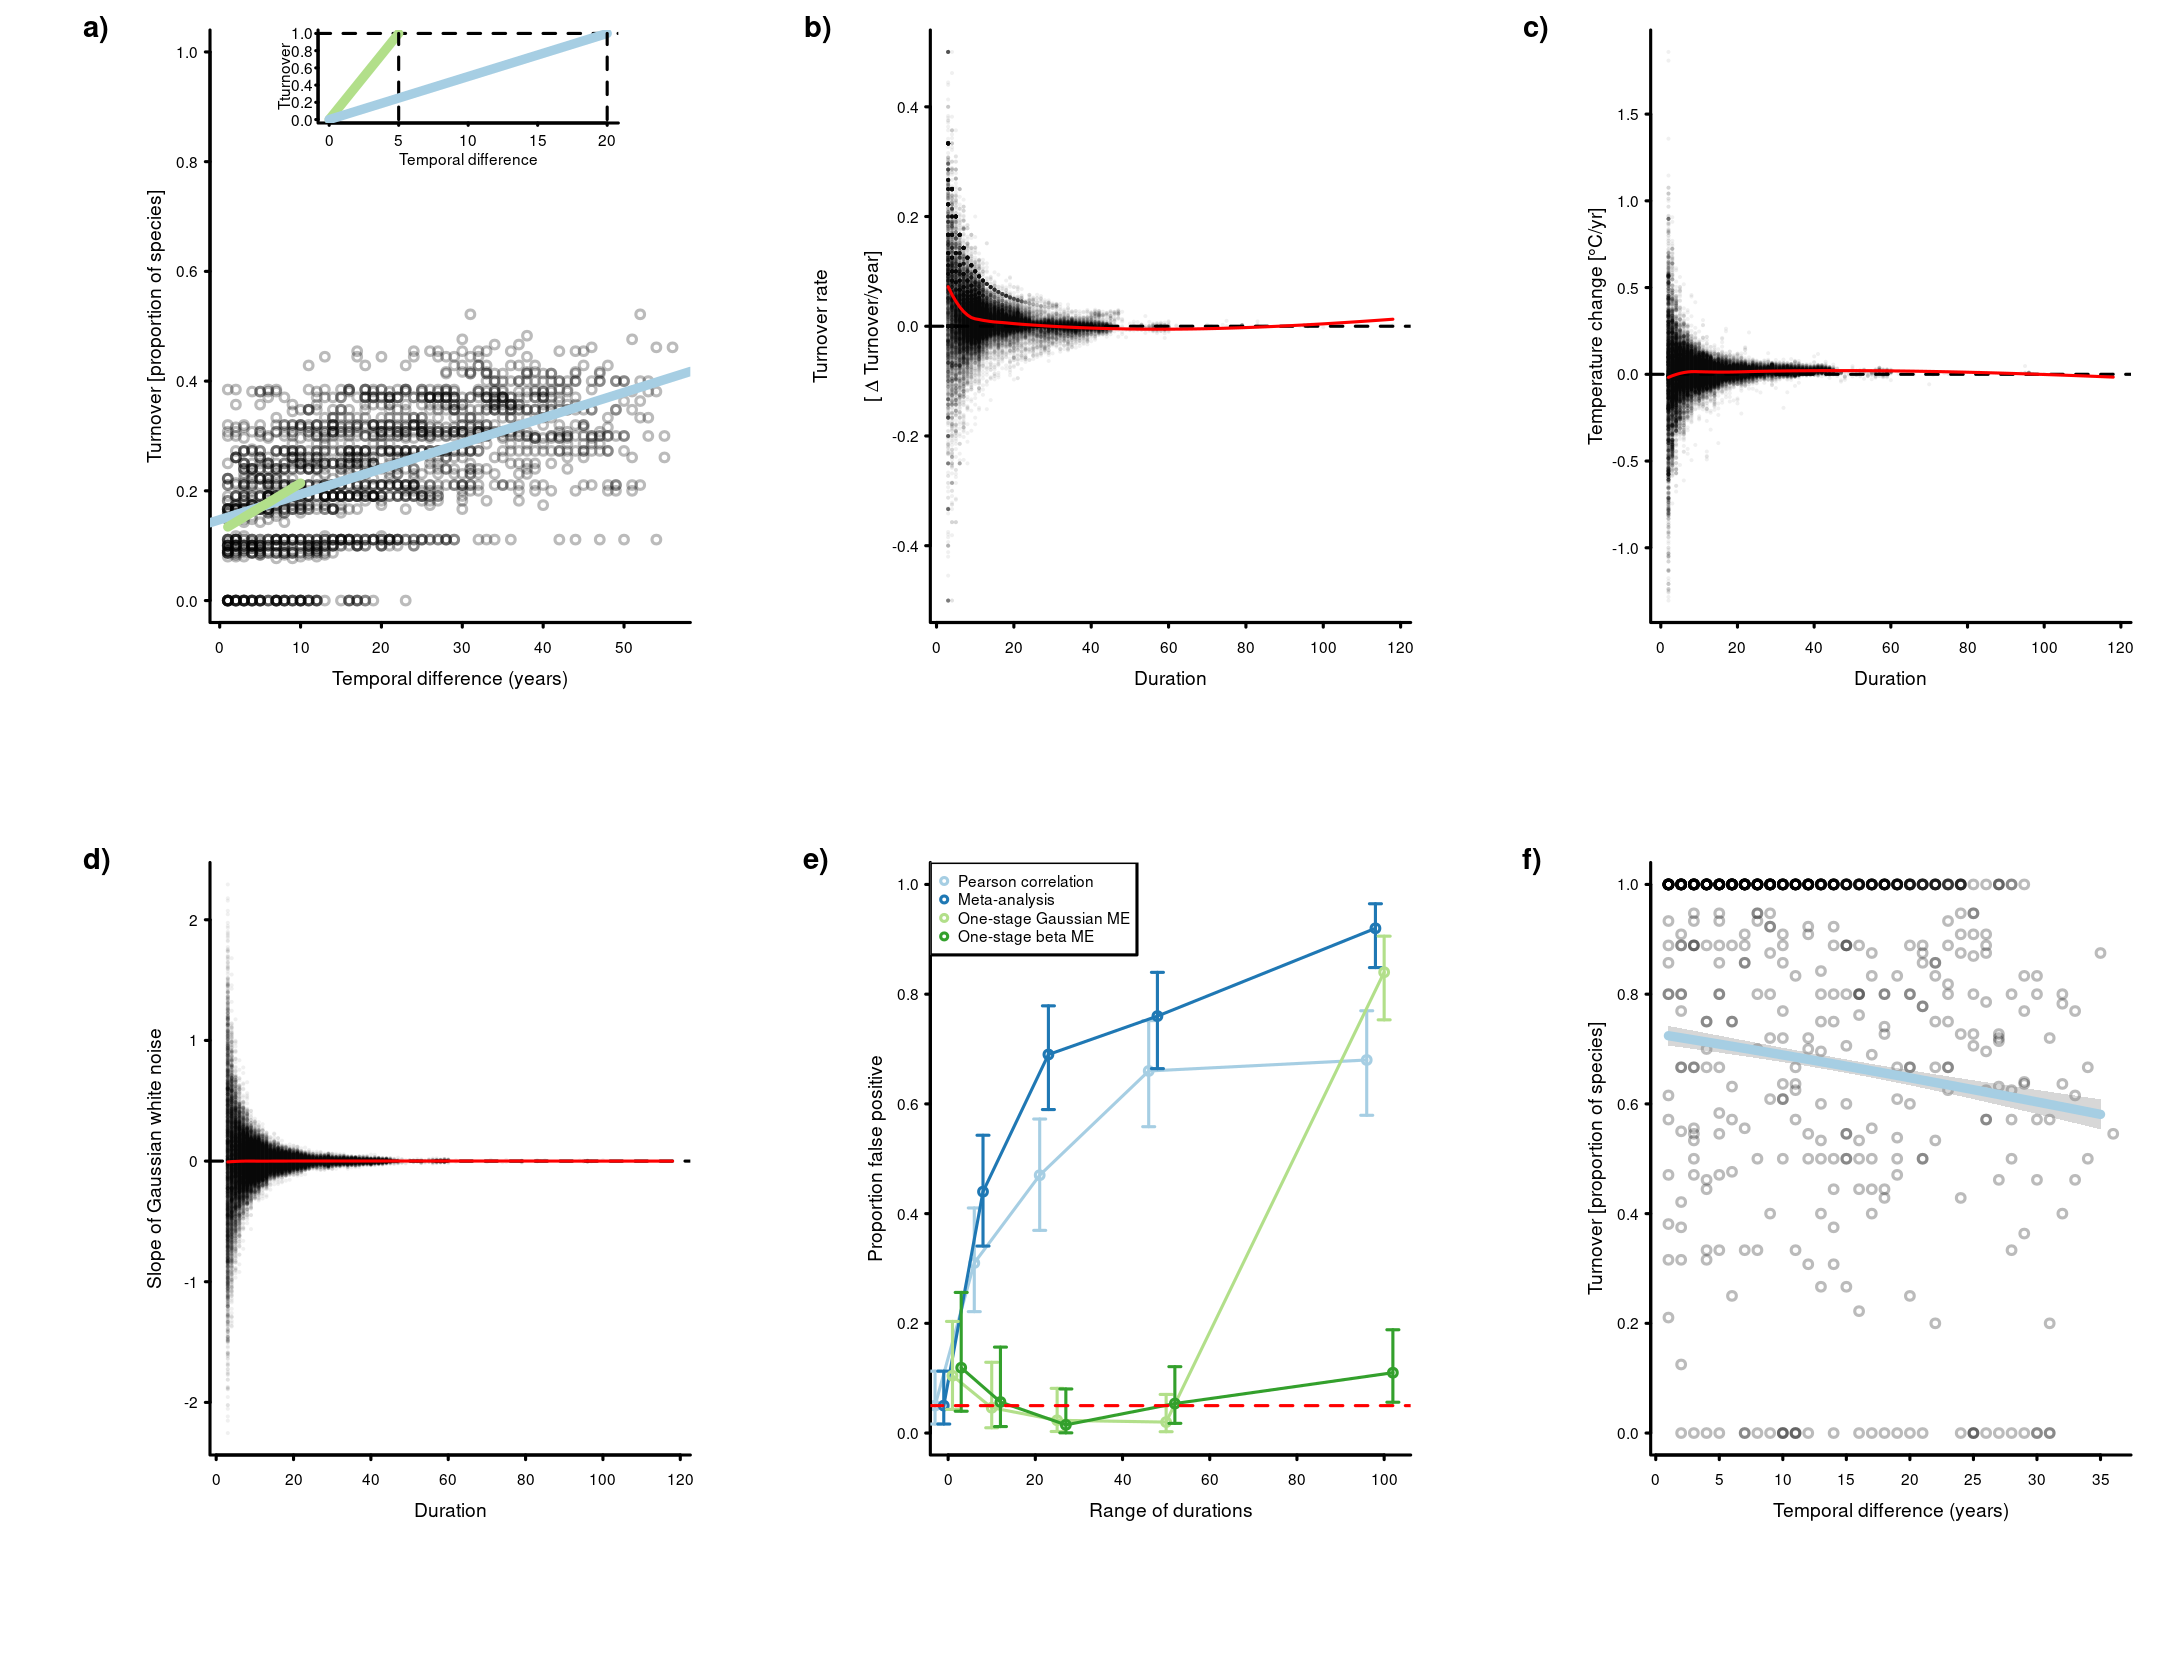 a)
1.0
0.8
0.6
0.4
0.2
0.0
Turnover [proportion of species]
0 10 20 30 40 50
Temporal difference (years)
1.0
0.8
0.6
0.4
0.2
0.0
Tturnover
0 5 10 15 20
Temporal difference
b)
0.4
0.2
0.0
-0.2
-0.4
Turnover rate
[ Δ Turnover/year]
0 20 40 60 80 100 120
Duration
c)
1.5
1.0
0.5
0.0
-0.5
-1.0
Temperature change [°C/yr]
0 20 40 60 80 100 120
Duration
d)
2
1
0
-1
-2
Slope of Gaussian white noise
0 20 40 60 80 100 120
Duration
e)
1.0
0.8
0.6
0.4
0.2
0.0
Proportion false positive
Pearson correlation
Meta-analysis
One-stage Gaussian ME
One-stage beta ME
0 20 40 60 80 100
Range of durations
f)
1.0
0.8
0.6
0.4
0.2
0.0
Turnover [proportion of species]
0 5 10 15 20 25 30 35
Temporal difference (years)